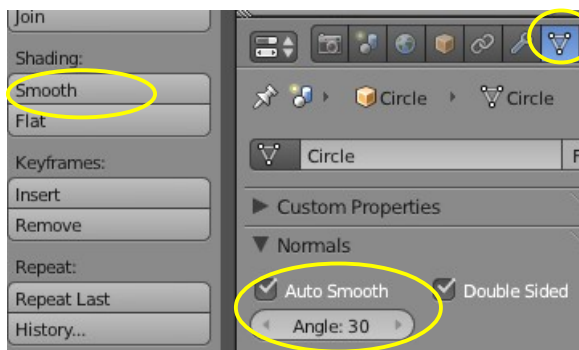 Join
Shading:
Smooth
Flat
Keyframes:
Insert
Remove
Repeat:
Repeat Last
History...
Circle
Circle
Circle
F
Custom Properties
Normals
Auto Smooth
Double Sided
Angle: 30